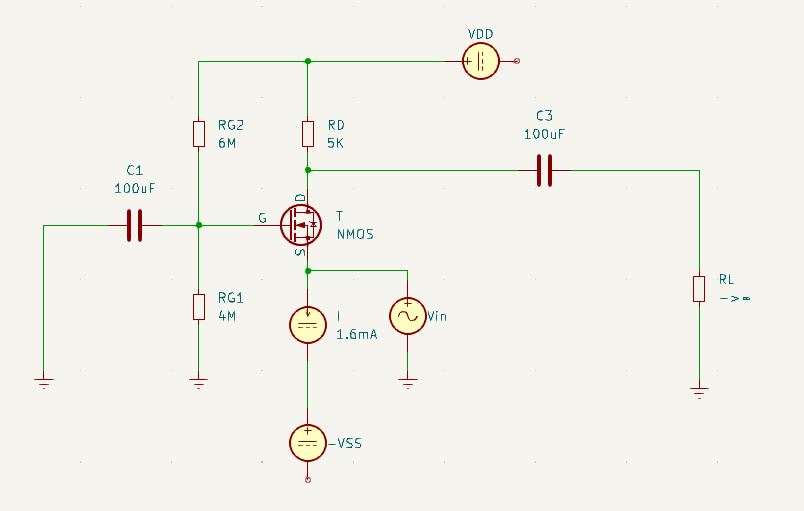 VDD
C3
100uF
RG2
6M
RD
5K
C1
100uF
D
G
T
NMOS
S
RG1
4M
I
1.6mA
+
Vin
RL
->∞
-VSS